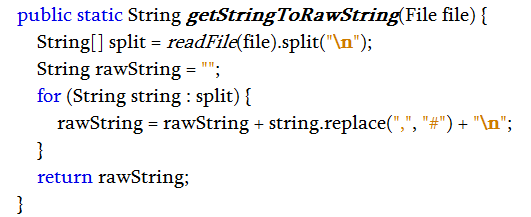 public static String getStringToRawString(File file) {
    String[] split = readFile(file).split("\n");
    String rawString = "";
    for (String string : split) {
        rawString = rawString + string.replace(",", "#") + "\n";
    }
    return rawString;
}